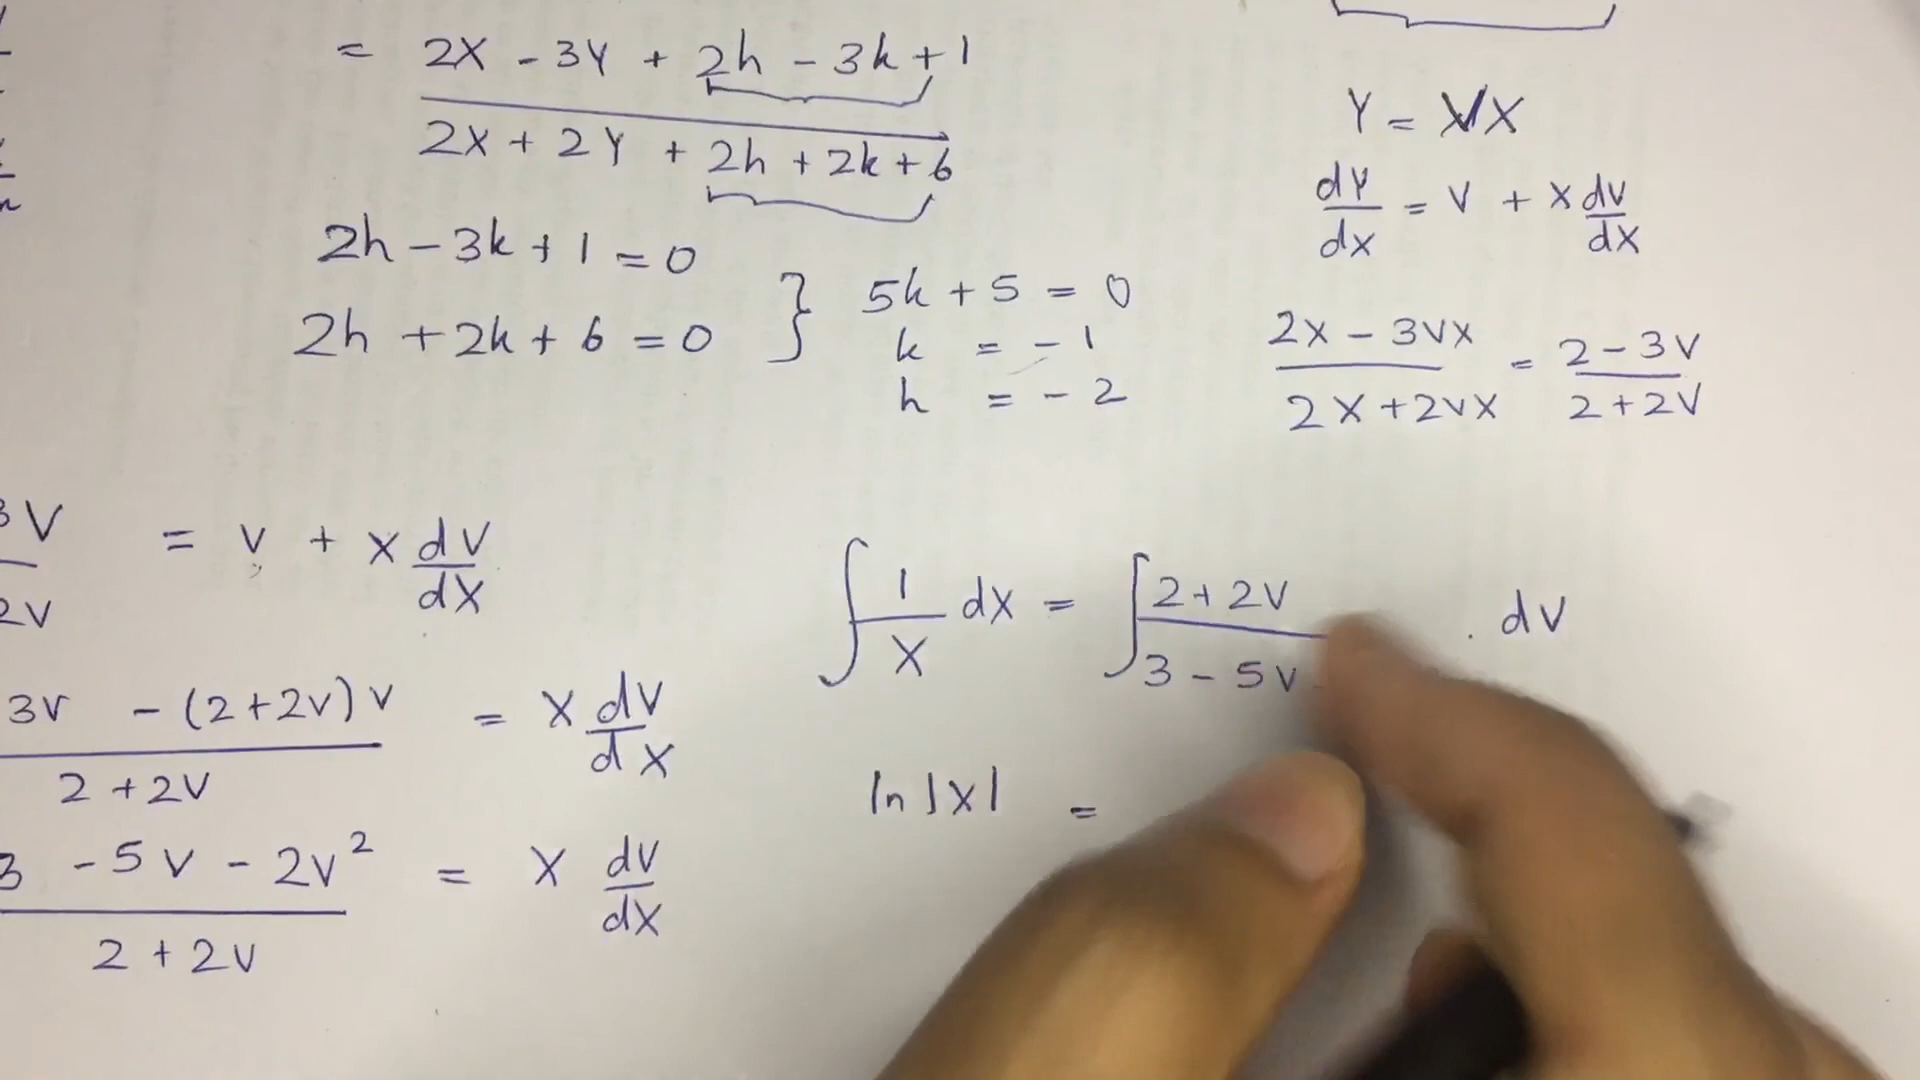 = 2X - 3Y + 2h - 3k + 1
2X + 2Y + 2h + 2k + 6
2h - 3k + 1 = 0
2h + 2k + 6 = 0
5k + 5 = 0
k = - 1
h = - 2
Y = VX
dY = V + X dV
dX dX
2X - 3VX = 2 - 3V
2X + 2VX 2 + 2V
3V = V + X dV
2V dX
3V - (2+2V)V = X dV
2 + 2V dX
3 - 5V - 2V² = X dV
2 + 2V dX
∫ 1 dX = ∫ 2 + 2V . dV
X 3 - 5V
ln |X| =